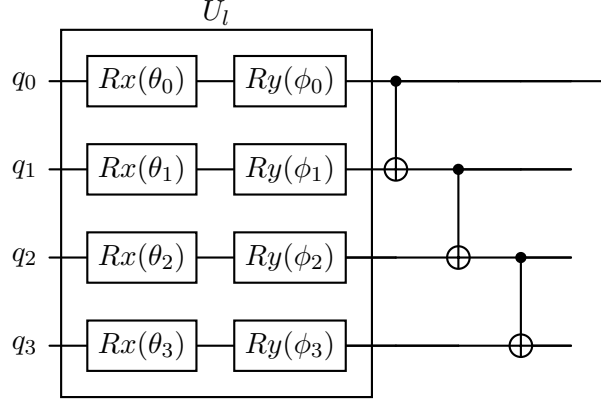 U_l
q_0 Rx(θ_0) Ry(ϕ_0)
q_1 Rx(θ_1) Ry(ϕ_1)
q_2 Rx(θ_2) Ry(ϕ_2)
q_3 Rx(θ_3) Ry(ϕ_3)